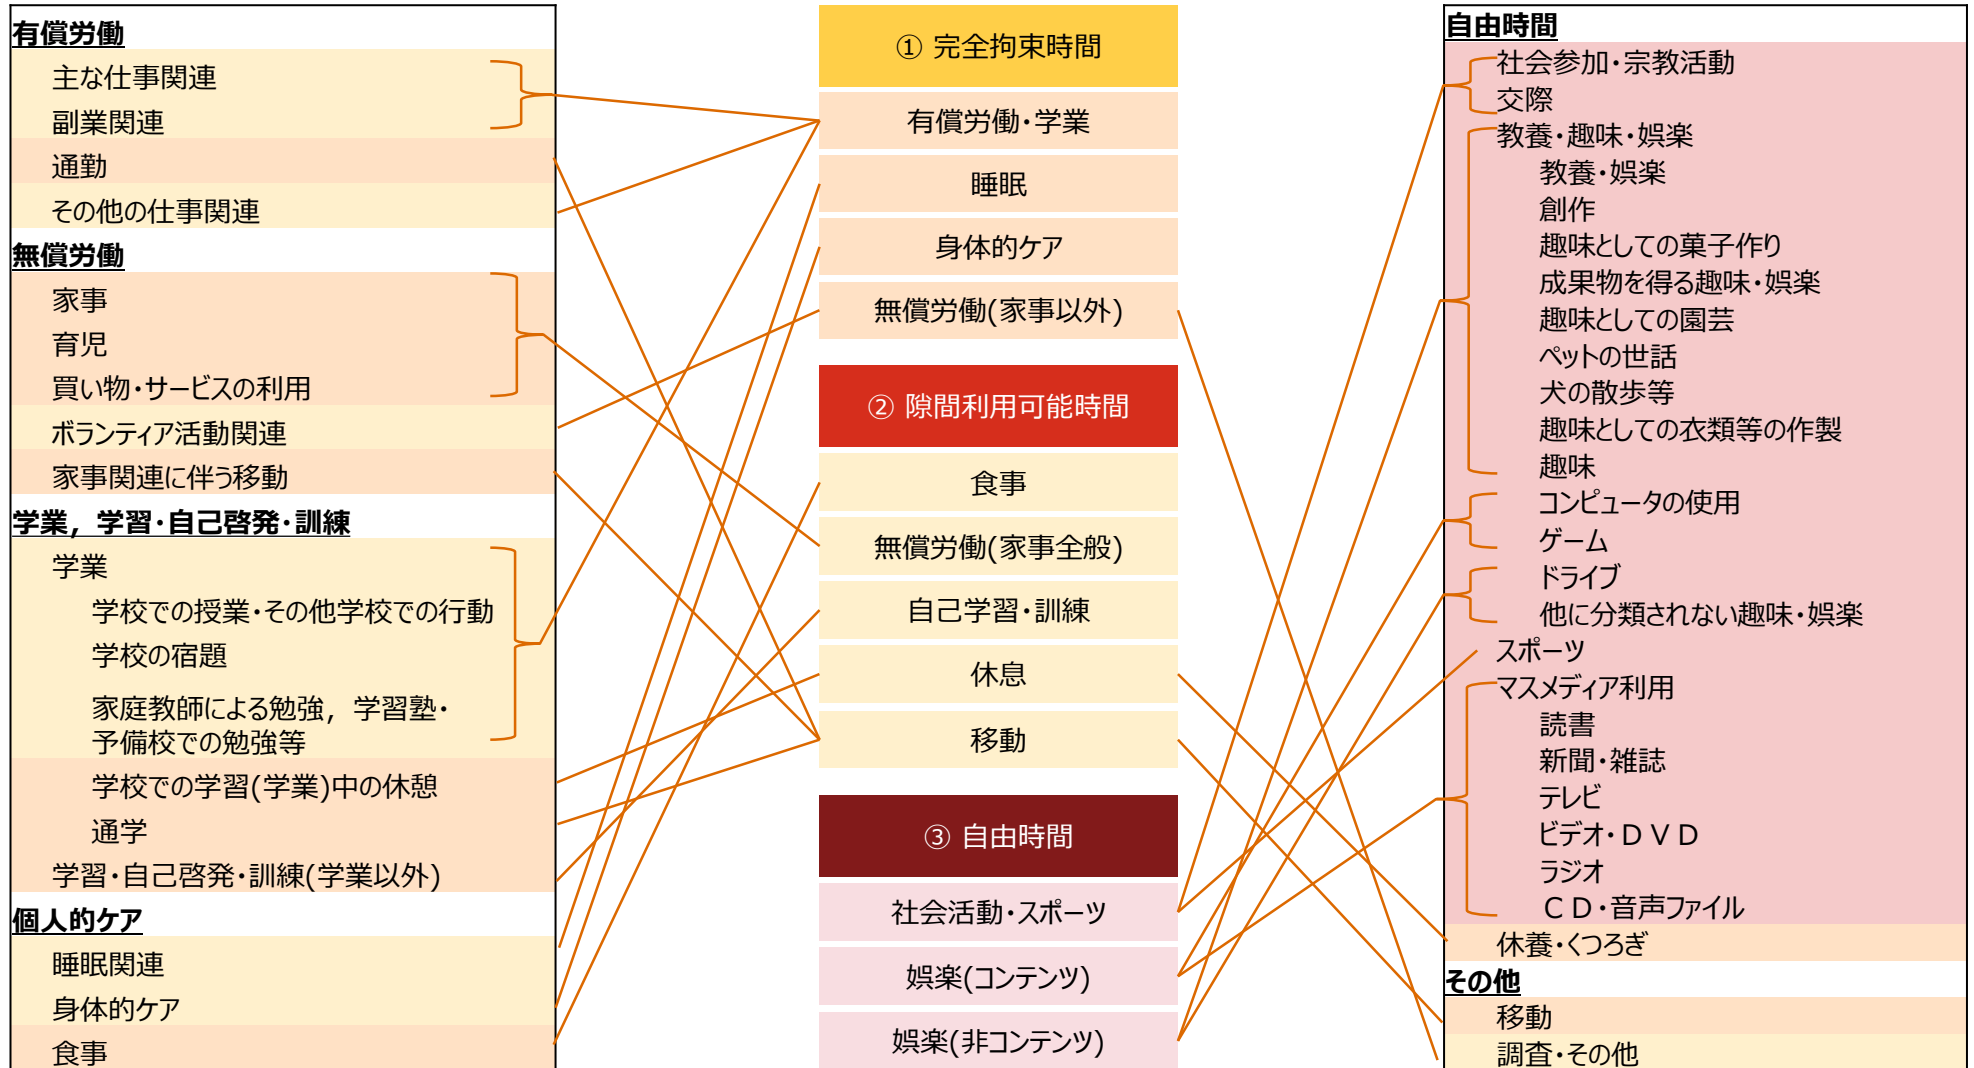 有償労働
主な仕事関連
副業関連
通勤
その他の仕事関連
無償労働
家事
育児
買い物・サービスの利用
ボランティア活動関連
家事関連に伴う移動
学業，学習・自己啓発・訓練
学業
学校での授業・その他学校での行動
学校の宿題
家庭教師による勉強，学習塾・
予備校での勉強等
学校での学習(学業)中の休憩
通学
学習・自己啓発・訓練(学業以外)
個人的ケア
睡眠関連
身体的ケア
食事
① 完全拘束時間
有償労働・学業
睡眠
身体的ケア
無償労働(家事以外)
② 隙間利用可能時間
食事
無償労働(家事全般)
自己学習・訓練
休息
移動
③ 自由時間
社会活動・スポーツ
娯楽(コンテンツ)
娯楽(非コンテンツ)
自由時間
社会参加・宗教活動
交際
教養・趣味・娯楽
教養・娯楽
創作
趣味としての菓子作り
成果物を得る趣味・娯楽
趣味としての園芸
ペットの世話
犬の散歩等
趣味としての衣類等の作製
趣味
コンピュータの使用
ゲーム
ドライブ
他に分類されない趣味・娯楽
スポーツ
マスメディア利用
読書
新聞・雑誌
テレビ
ビデオ・ＤＶＤ
ラジオ
ＣＤ・音声ファイル
休養・くつろぎ
その他
移動
調査・その他